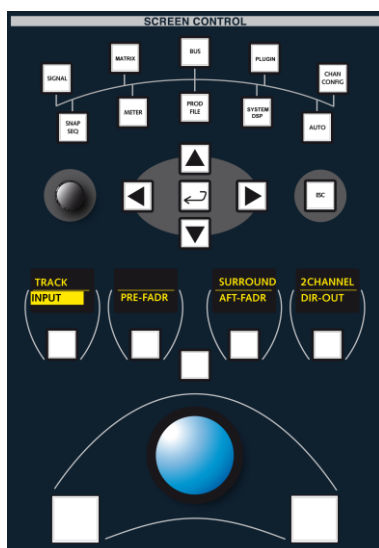 SCREEN CONTROL
SIGNAL
MATRIX
BUS
PLUGIN
CHAN
CONFIG
SNAP
SEQ
METER
PROD
FILE
SYSTEM
DSP
AUTO
ESC
TRACK
INPUT
PRE-FADR
SURROUND
AFT-FADR
2CHANNEL
DIR-OUT